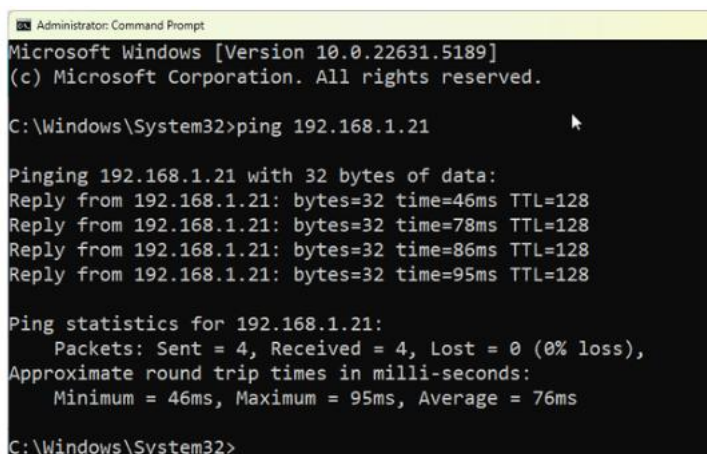 Administrator: Command Prompt
Microsoft Windows [Version 10.0.22631.5189]
(c) Microsoft Corporation. All rights reserved.
C:\Windows\System32>ping 192.168.1.21
Pinging 192.168.1.21 with 32 bytes of data:
Reply from 192.168.1.21: bytes=32 time=46ms TTL=128
Reply from 192.168.1.21: bytes=32 time=78ms TTL=128
Reply from 192.168.1.21: bytes=32 time=86ms TTL=128
Reply from 192.168.1.21: bytes=32 time=95ms TTL=128
Ping statistics for 192.168.1.21:
    Packets: Sent = 4, Received = 4, Lost = 0 (0% loss),
Approximate round trip times in milli-seconds:
    Minimum = 46ms, Maximum = 95ms, Average = 76ms
C:\Windows\System32>